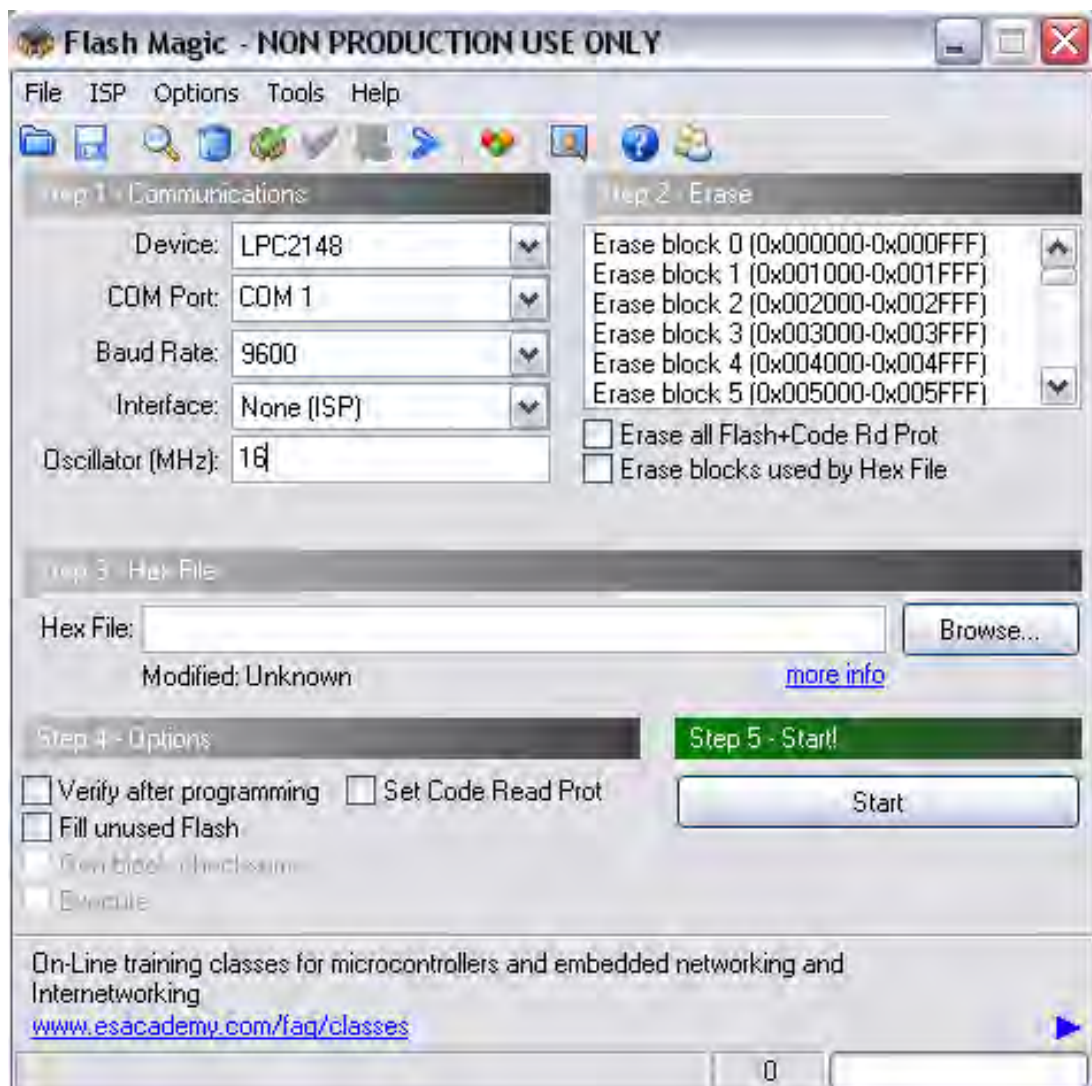 Flash Magic - NON PRODUCTION USE ONLY
File ISP Options Tools Help
Step 1 - Communications
Device: LPC2148
COM Port: COM 1
Baud Rate: 9600
Interface: None (ISP)
Oscillator (MHz): 16
Step 2 - Erase
Erase block 0 (0x000000-0x000FFF)
Erase block 1 (0x001000-0x001FFF)
Erase block 2 (0x002000-0x002FFF)
Erase block 3 (0x003000-0x003FFF)
Erase block 4 (0x004000-0x004FFF)
Erase block 5 (0x005000-0x005FFF)
Erase all Flash+Code Rd Prot
Erase blocks used by Hex File
Step 3 - Hex File
Hex File:
Browse...
Modified: Unknown
more info
Step 4 - Options
Verify after programming
Set Code Read Prot
Fill unused Flash
Gen block checksums
Execute
Step 5 - Start!
Start
On-Line training classes for microcontrollers and embedded networking and
Internetworking
www.esacademy.com/faq/classes
0